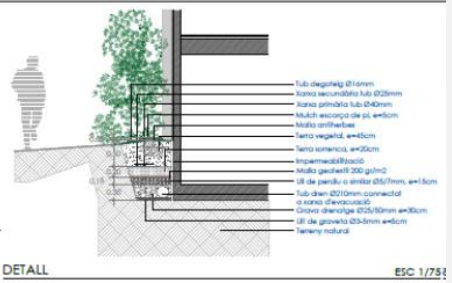 Tub degoteig Ø16mm
Xarxa secundària tub Ø25mm
Xarxa primària tub Ø40mm
Mulch escorça de pi, e=5cm
Malla antiherbes
Terra vegetal, e=45cm
Terra sorrenca, e=20cm
Impermeabilització
Malla geotextil 200 gr/m2
Llit de perdiu o similar Ø5/7mm, e=15cm
Tub dren Ø210mm connectat
a xarxa d'evacuació
Grava drenatge Ø25/50mm e=30cm
Llit de graveta Ø3-5mm e=5cm
Terreny natural
DETALL
ESC 1/75